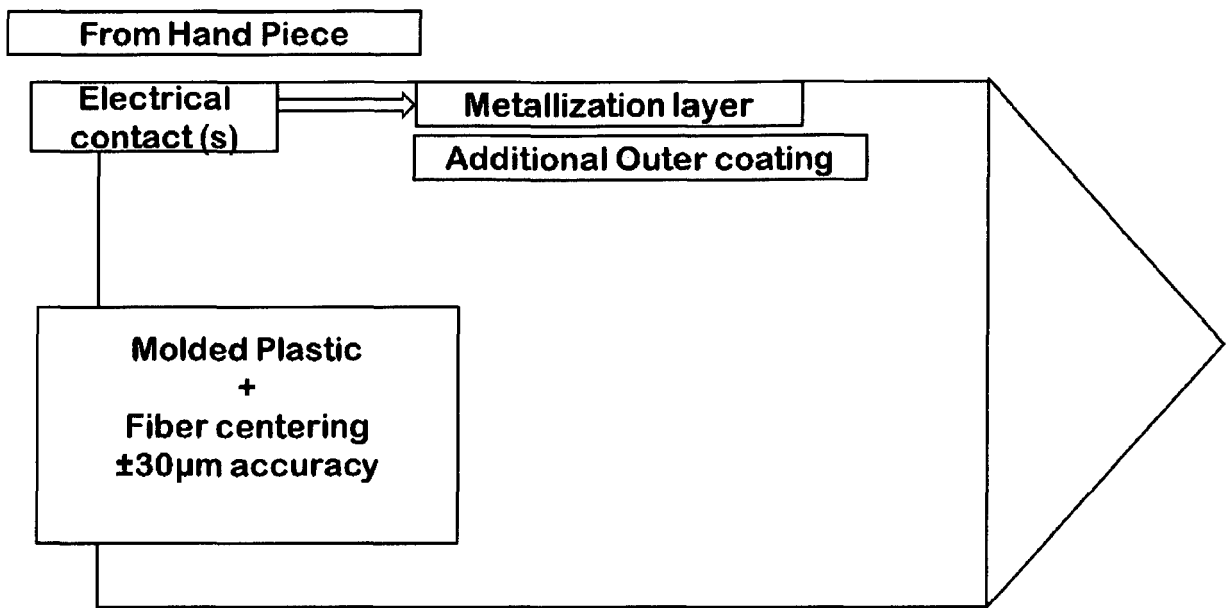 From Hand Piece
Electrical
contact (s)
Metallization layer
Additional Outer coating
Molded Plastic
+
Fiber centering
±30µm accuracy